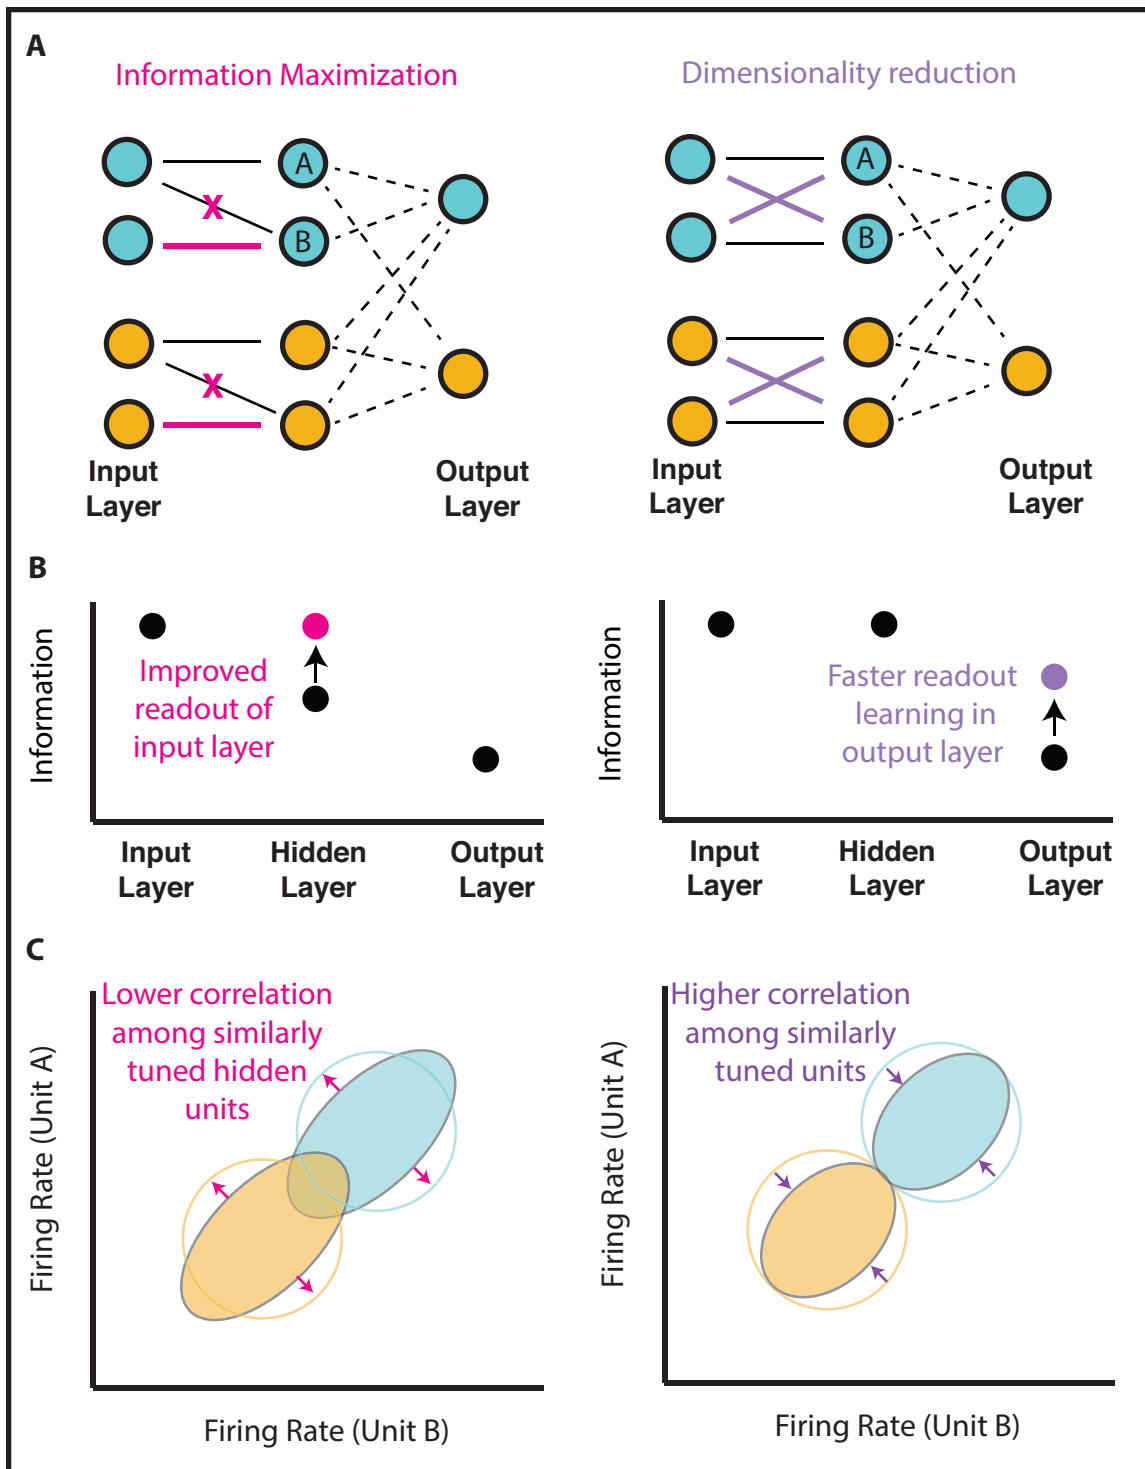 A
Information Maximization
Dimensionality reduction
A
B
X
X
A
B
Input
Layer
Output
Layer
Input
Layer
Output
Layer
B
Information
Improved
readout of
input layer
Input
Layer
Hidden
Layer
Output
Layer
Information
Faster readout
learning in
output layer
Input
Layer
Hidden
Layer
Output
Layer
C
Firing Rate (Unit A)
Lower correlation
among similarly
tuned hidden
units
Firing Rate (Unit B)
Firing Rate (Unit A)
Higher correlation
among similarly
tuned units
Firing Rate (Unit B)